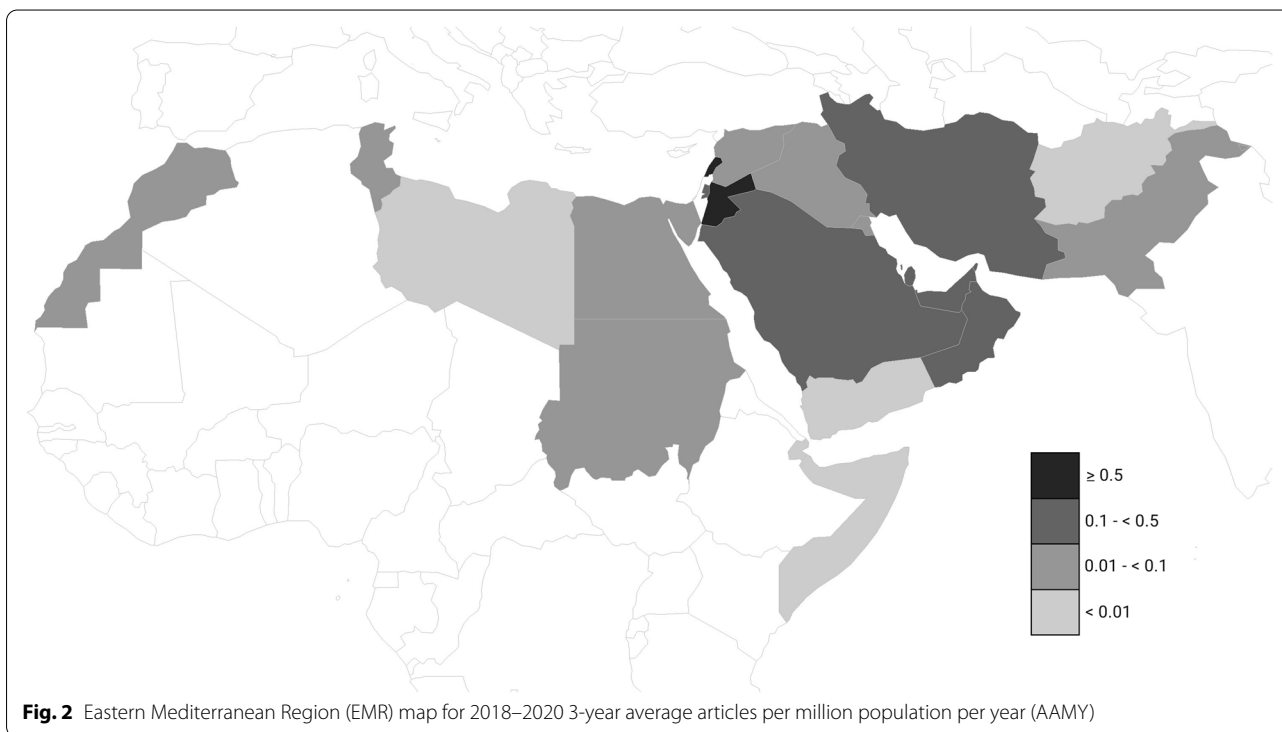 ≥ 0.5
0.1 - < 0.5
0.01 - < 0.1
< 0.01
Fig. 2 Eastern Mediterranean Region (EMR) map for 2018–2020 3-year average articles per million population per year (AAMY)